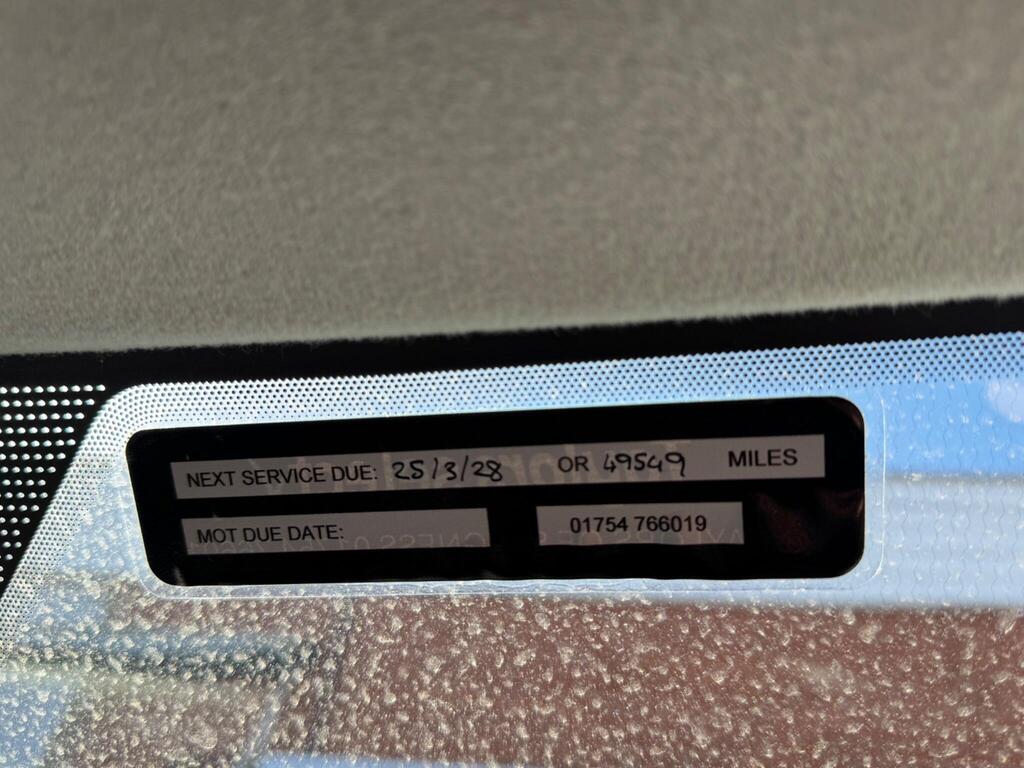 NEXT SERVICE DUE: 25/3/28 OR 49549 MILES
MOT DUE DATE: 01754 766019